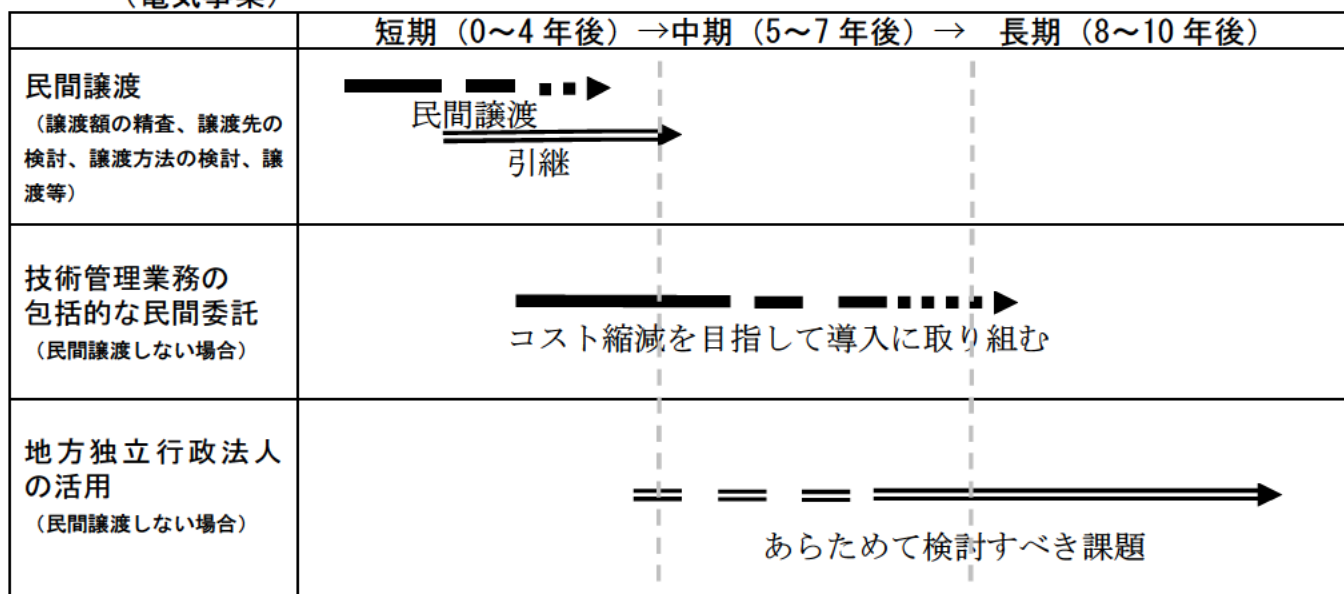 （電気事業）
短期（0～4 年後）→中期（5～7 年後）→ 長期（8～10 年後）
民間譲渡
（譲渡額の精査、譲渡先の
検討、譲渡方法の検討、譲
渡等）
民間譲渡
引継
技術管理業務の
包括的な民間委託
（民間譲渡しない場合）
コスト縮減を目指して導入に取り組む
地方独立行政法人
の活用
（民間譲渡しない場合）
あらためて検討すべき課題